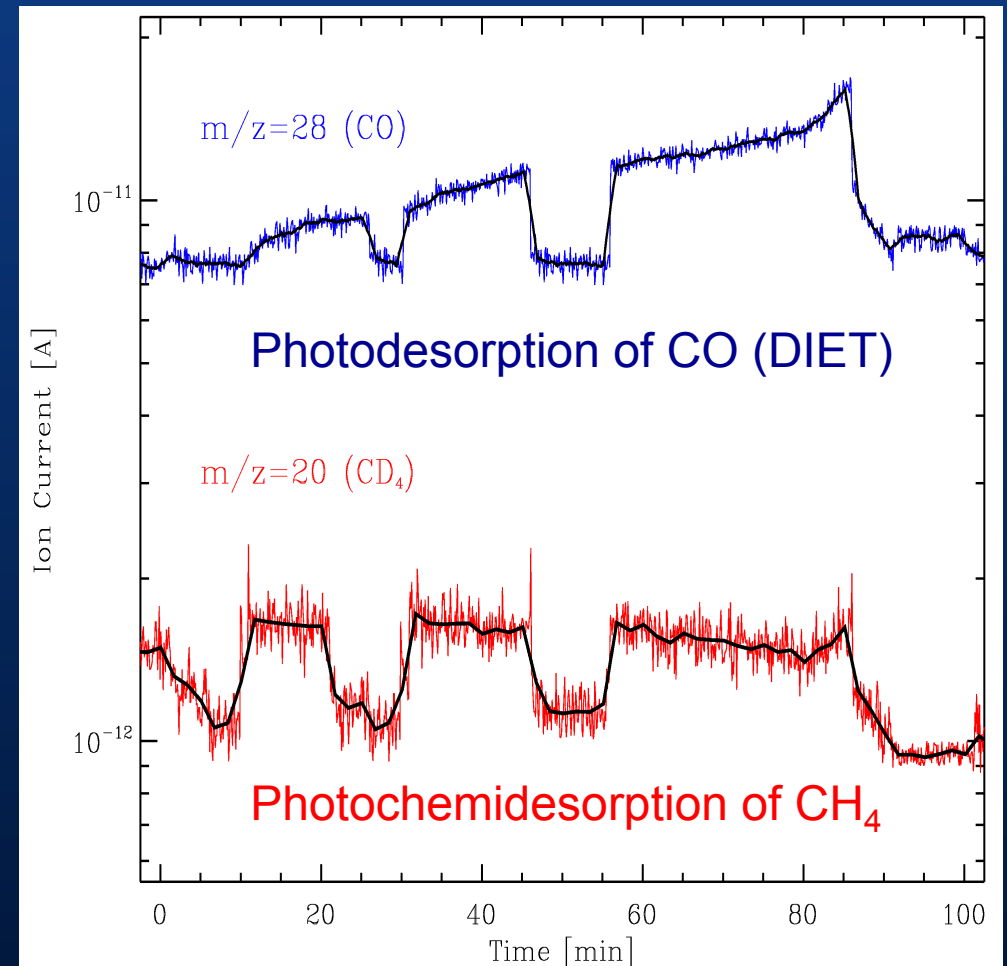 m/z=28 (CO)
10⁻¹¹
Photodesorption of CO (DIET)
Ion Current [A]
m/z=20 (CD₄)
10⁻¹²
Photochemidesorption of CH₄
0 20 40 60 80 100
Time [min]